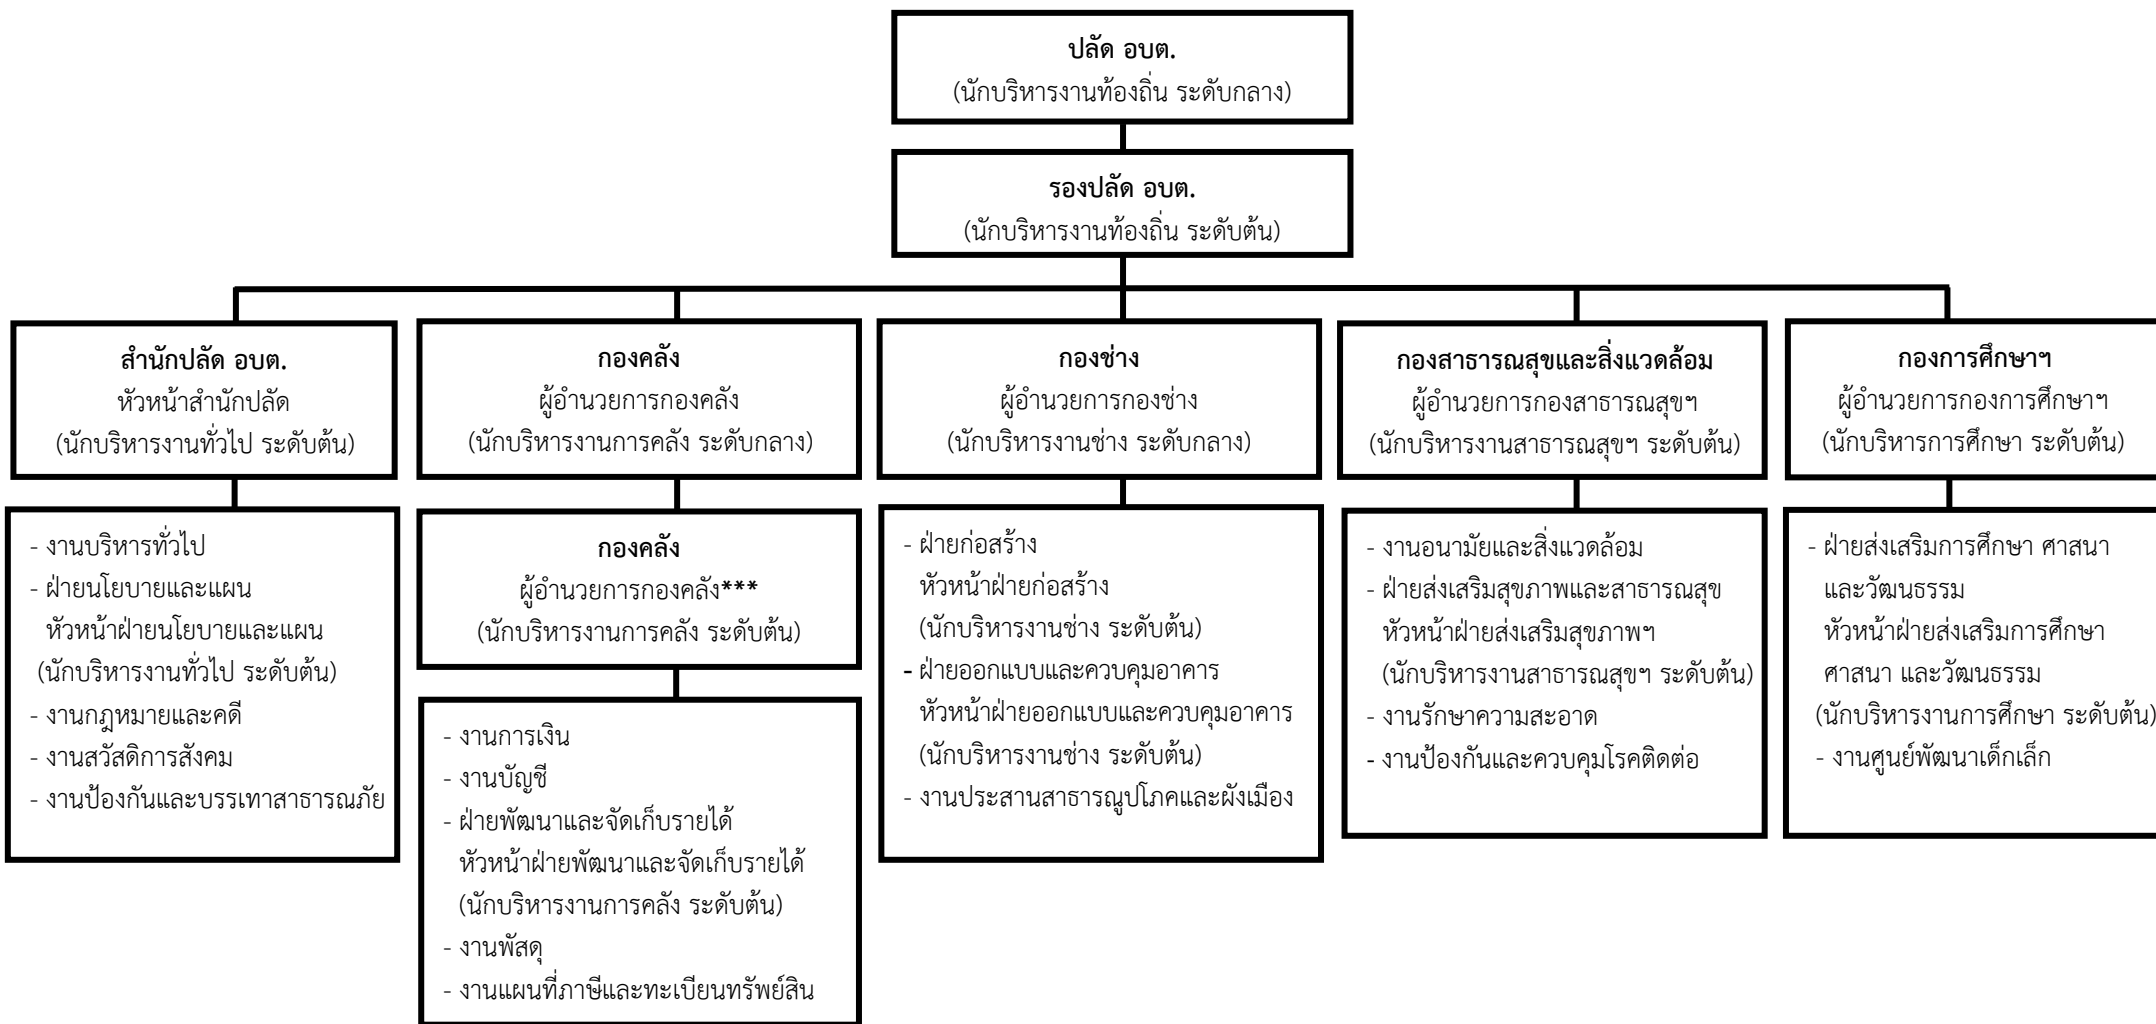 ปลัด อบต.
(นักบริหารงานท้องถิ่น ระดับกลาง)
รองปลัด อบต.
(นักบริหารงานท้องถิ่น ระดับต้น)
สำนักปลัด อบต.
หัวหน้าสำนักปลัด
(นักบริหารงานทั่วไป ระดับต้น)
กองคลัง
ผู้อำนวยการกองคลัง
(นักบริหารงานการคลัง ระดับกลาง)
กองช่าง
ผู้อำนวยการกองช่าง
(นักบริหารงานช่าง ระดับกลาง)
กองสาธารณสุขและสิ่งแวดล้อม
ผู้อำนวยการกองสาธารณสุขฯ
(นักบริหารงานสาธารณสุขฯ ระดับต้น)
กองการศึกษาฯ
ผู้อำนวยการกองการศึกษาฯ
(นักบริหารการศึกษา ระดับต้น)
- งานบริหารทั่วไป
- ฝ่ายนโยบายและแผน
หัวหน้าฝ่ายนโยบายและแผน
(นักบริหารงานทั่วไป ระดับต้น)
- งานกฎหมายและคดี
- งานสวัสดิการสังคม
- งานป้องกันและบรรเทาสาธารณภัย
กองคลัง
ผู้อำนวยการกองคลัง***
(นักบริหารงานการคลัง ระดับต้น)
- งานการเงิน
- งานบัญชี
- ฝ่ายพัฒนาและจัดเก็บรายได้
หัวหน้าฝ่ายพัฒนาและจัดเก็บรายได้
(นักบริหารงานการคลัง ระดับต้น)
- งานพัสดุ
- งานแผนที่ภาษีและทะเบียนทรัพย์สิน
- ฝ่ายก่อสร้าง
หัวหน้าฝ่ายก่อสร้าง
(นักบริหารงานช่าง ระดับต้น)
- ฝ่ายออกแบบและควบคุมอาคาร
หัวหน้าฝ่ายออกแบบและควบคุมอาคาร
(นักบริหารงานช่าง ระดับต้น)
- งานประสานสาธารณูปโภคและผังเมือง
- งานอนามัยและสิ่งแวดล้อม
- ฝ่ายส่งเสริมสุขภาพและสาธารณสุข
หัวหน้าฝ่ายส่งเสริมสุขภาพฯ
(นักบริหารงานสาธารณสุขฯ ระดับต้น)
- งานรักษาความสะอาด
- งานป้องกันและควบคุมโรคติดต่อ
- ฝ่ายส่งเสริมการศึกษา ศาสนา
และวัฒนธรรม
หัวหน้าฝ่ายส่งเสริมการศึกษา
ศาสนา และวัฒนธรรม
(นักบริหารงานการศึกษา ระดับต้น)
- งานศูนย์พัฒนาเด็กเล็ก